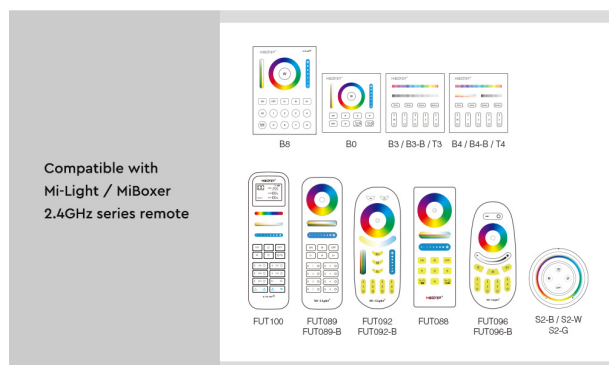 Compatible with
Mi-Light / MiBoxer
2.4GHz series remote
B8
B0
B3 / B3-B / T3
B4 / B4-B / T4
FUT100
FUT089
FUT089-B
FUT092
FUT092-B
FUT088
FUT096
FUT096-B
S2-B / S2-W
S2-G